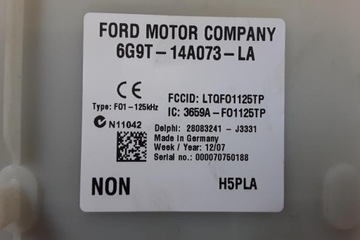 FORD MOTOR COMPANY
6G9T-14A073-LA
FCCID: LTQFO1125TP
IC: 3659A-FO1125TP
Type: F01-125kHz
N11042
Delphi: 28083241 - J3331
Made in Germany
Week / Year: 12/07
Serial no.: 000070750188
NON H5PLA